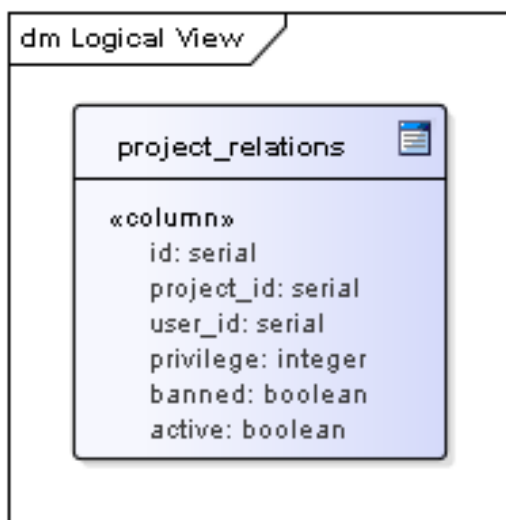 dm Logical View
project_relations
«column»
id: serial
project_id: serial
user_id: serial
privilege: integer
banned: boolean
active: boolean